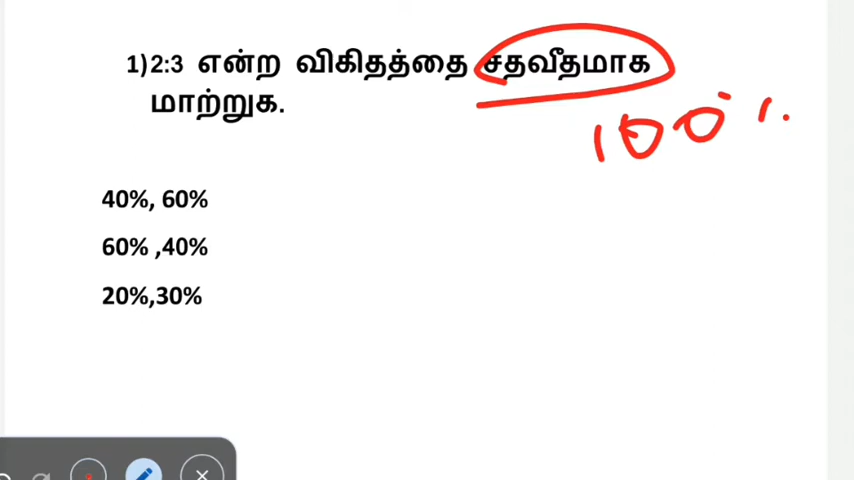 1)2:3 என்ற விகிதத்தை சதவீதமாக
மாற்றுக.
100%
40%, 60%
60% ,40%
20%,30%